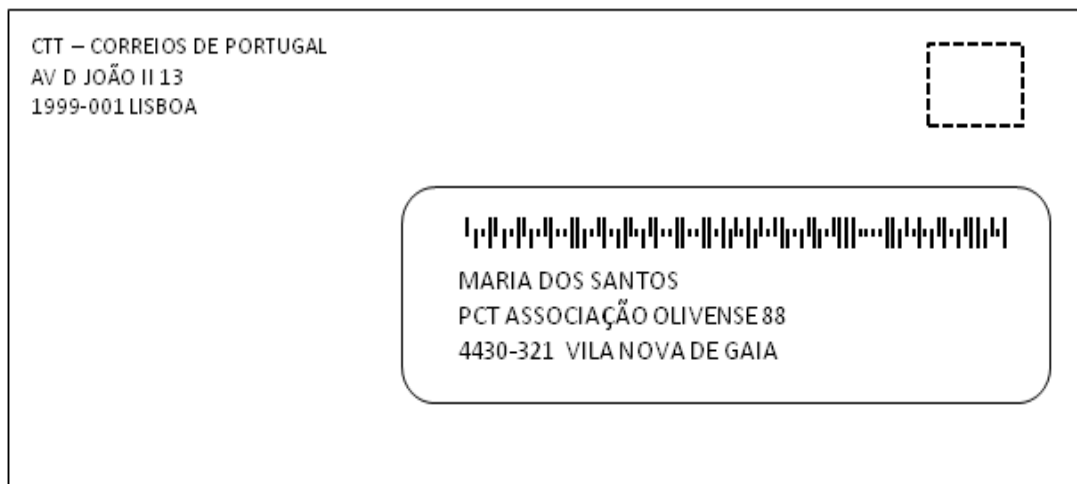 CTT – CORREIOS DE PORTUGAL
AV D JOÃO II 13
1999-001 LISBOA
MARIA DOS SANTOS
PCT ASSOCIAÇÃO OLIVENSE 88
4430-321 VILA NOVA DE GAIA